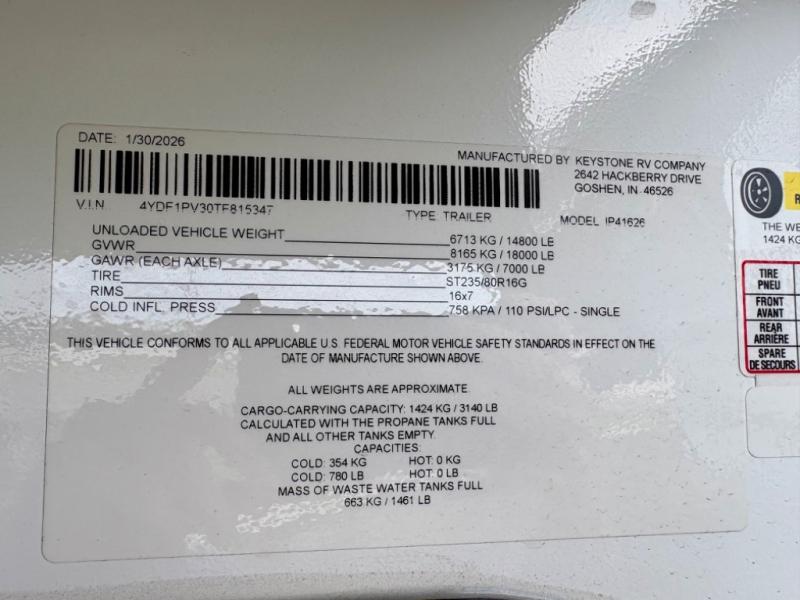 DATE: 1/30/2026
MANUFACTURED BY KEYSTONE RV COMPANY
2642 HACKBERRY DRIVE
GOSHEN, IN. 46526
V.I.N. 4YDF1PV30TF815347
TYPE TRAILER
MODEL IP41626
UNLOADED VEHICLE WEIGHT 6713 KG / 14800 LB
GVWR 8165 KG / 18000 LB
GAWR (EACH AXLE) 3175 KG / 7000 LB
TIRE ST235/80R16G
RIMS 16x7
COLD INFL. PRESS 758 KPA / 110 PSI/LPC - SINGLE
THIS VEHICLE CONFORMS TO ALL APPLICABLE U.S. FEDERAL MOTOR VEHICLE SAFETY STANDARDS IN EFFECT ON THE
DATE OF MANUFACTURE SHOWN ABOVE.
ALL WEIGHTS ARE APPROXIMATE.
CARGO-CARRYING CAPACITY: 1424 KG / 3140 LB
CALCULATED WITH THE PROPANE TANKS FULL
AND ALL OTHER TANKS EMPTY.
CAPACITIES:
COLD: 354 KG HOT: 0 KG
COLD: 780 LB HOT: 0 LB
MASS OF WASTE WATER TANKS FULL
663 KG / 1461 LB
THE WE
1424 KG
TIRE
PNEU
FRONT
AVANT
REAR
ARRIÈRE
SPARE
DE SECOURS